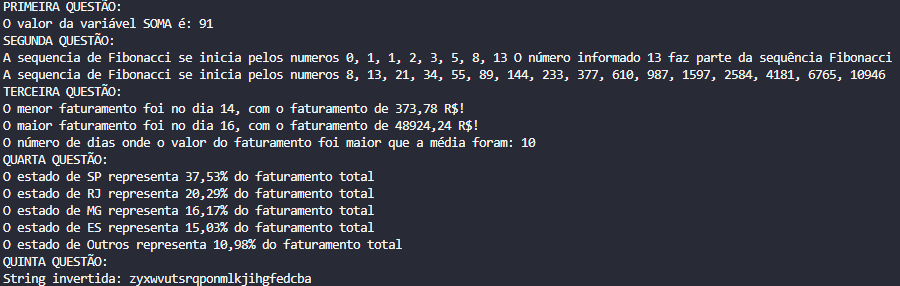 PRIMEIRA QUESTÃO:
O valor da variável SOMA é: 91
SEGUNDA QUESTÃO:
A sequencia de Fibonacci se inicia pelos numeros 0, 1, 1, 2, 3, 5, 8, 13 O número informado 13 faz parte da sequência Fibonacci
A sequencia de Fibonacci se inicia pelos numeros 8, 13, 21, 34, 55, 89, 144, 233, 377, 610, 987, 1597, 2584, 4181, 6765, 10946
TERCEIRA QUESTÃO:
O menor faturamento foi no dia 14, com o faturamento de 373,78 R$!
O maior faturamento foi no dia 16, com o faturamento de 48924,24 R$!
O número de dias onde o valor do faturamento foi maior que a média foram: 10
QUARTA QUESTÃO:
O estado de SP representa 37,53% do faturamento total
O estado de RJ representa 20,29% do faturamento total
O estado de MG representa 16,17% do faturamento total
O estado de ES representa 15,03% do faturamento total
O estado de Outros representa 10,98% do faturamento total
QUINTA QUESTÃO:
String invertida: zyxwvutsrqponmlkjihgfedcba